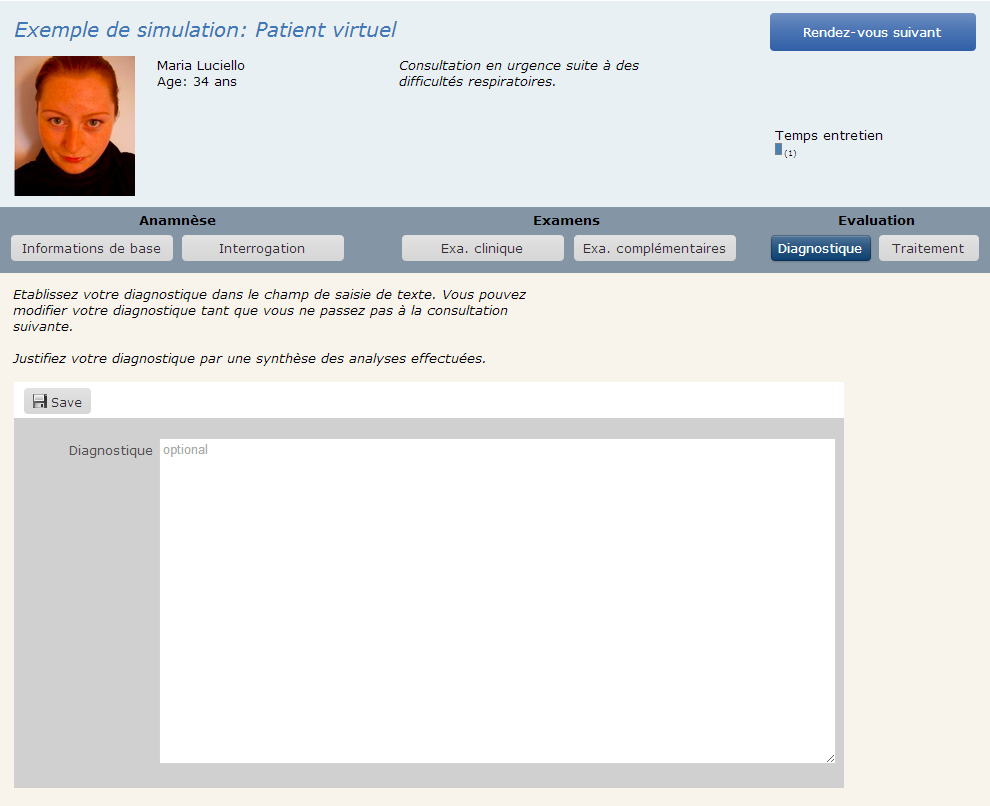 Exemple de simulation: Patient virtuel
Rendez-vous suivant
Maria Luciello
Age: 34 ans
Consultation en urgence suite à des
difficultés respiratoires.
Temps entretien
(1)
Anamnèse
Examens
Evaluation
Informations de base
Interrogation
Exa. clinique
Exa. complémentaires
Diagnostique
Traitement
Etablissez votre diagnostique dans le champ de saisie de texte. Vous pouvez
modifier votre diagnostique tant que vous ne passez pas à la consultation
suivante.
Justifiez votre diagnostique par une synthèse des analyses effectuées.
Save
Diagnostique
optional